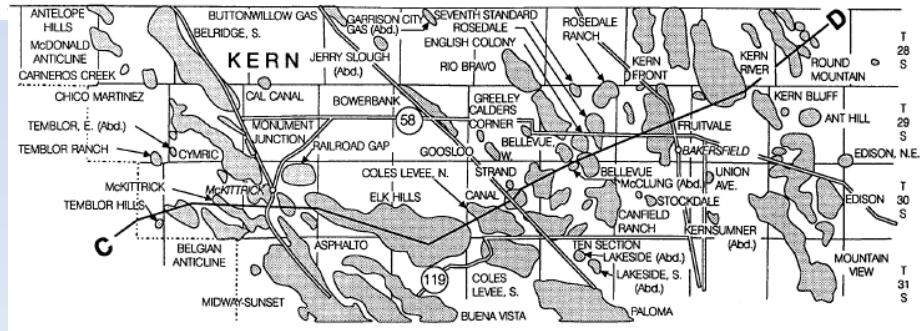 ANTELOPE
HILLS
McDONALD
ANTICLINE
CARNEROS CREEK
CHICO MARTINEZ
TEMBLOR, E. (Abd.)
TEMBLOR RANCH
CYMRIC
McKITTRICK
TEMBLOR HILLS
C
BELGIAN
ANTICLINE
MIDWAY-SUNSET
BUTTONWILLOW GAS
BELRIDGE, S.
KERN
CAL CANAL
MONUMENT
JUNCTION
RAILROAD GAP
McKITTRICK
ASPHALTO
GARRISON CITY
GAS (Abd.)
JERRY SLOUGH
(Abd.)
BOWERBANK
58
GOOSLOO
COLES LEVEE, N.
ELK HILLS
119
COLES
LEVEE, S.
BUENA VISTA
SEVENTH STANDARD
ROSEDALE
ENGLISH COLONY
RIO BRAVO
GREELEY
CALDERS
CORNER
BELLEVUE,
W.
STRAND
CANAL
ROSEDALE
RANCH
KERN
FRONT
KERN
RIVER
D
ROUND
MOUNTAIN
KERN BLUFF
ANT HILL
FRUITVALE
BAKERSFIELD
EDISON, N.E.
BELLEVUE
McCLUNG (Abd.)
UNION
AVE.
STOCKDALE
EDISON
CANFIELD
RANCH
KERNSUMNER
(Abd.)
TEN SECTION
LAKESIDE (Abd.)
LAKESIDE, S.
(Abd.)
MOUNTAIN
VIEW
PALOMA
T
28
S
T
29
S
T
30
S
T
31
S